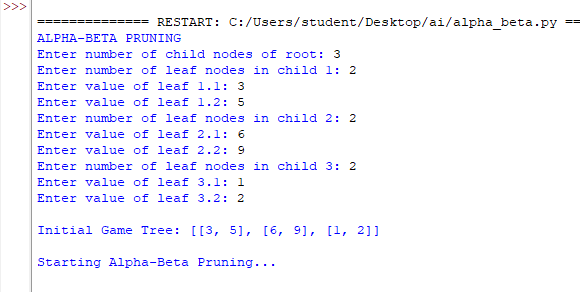 >>>
============== RESTART: C:/Users/student/Desktop/ai/alpha_beta.py ==
ALPHA-BETA PRUNING
Enter number of child nodes of root: 3
Enter number of leaf nodes in child 1: 2
Enter value of leaf 1.1: 3
Enter value of leaf 1.2: 5
Enter number of leaf nodes in child 2: 2
Enter value of leaf 2.1: 6
Enter value of leaf 2.2: 9
Enter number of leaf nodes in child 3: 2
Enter value of leaf 3.1: 1
Enter value of leaf 3.2: 2
Initial Game Tree: [[3, 5], [6, 9], [1, 2]]
Starting Alpha-Beta Pruning...